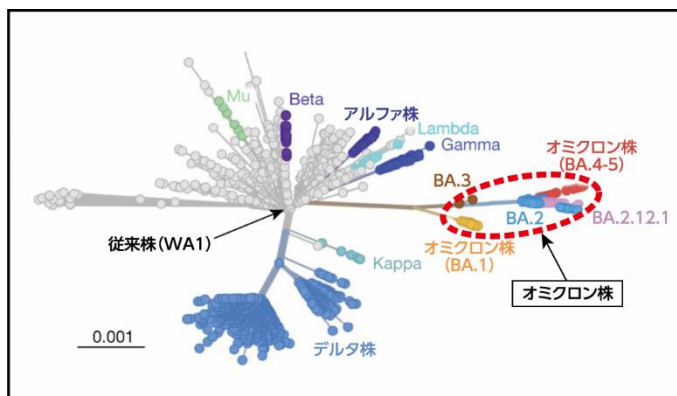 Mu
Beta
アルファ株
Lambda
Gamma
オミクロン株
(BA.4-5)
BA.3
BA.2
BA.2.12.1
従来株(WA1)
オミクロン株
(BA.1)
Kappa
オミクロン株
0.001
デルタ株